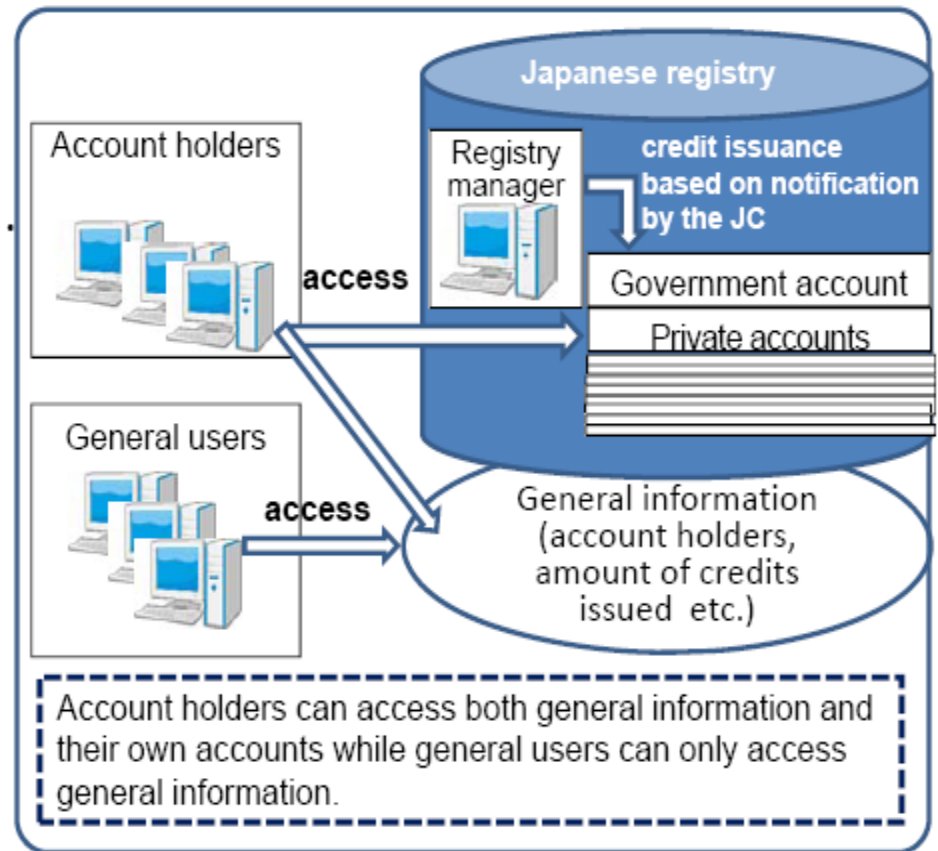 Japanese registry
Account holders
Registry
manager
credit issuance
based on notification
by the JC
access
Government account
Private accounts
General users
access
General information
(account holders,
amount of credits
issued etc.)
Account holders can access both general information and
their own accounts while general users can only access
general information.